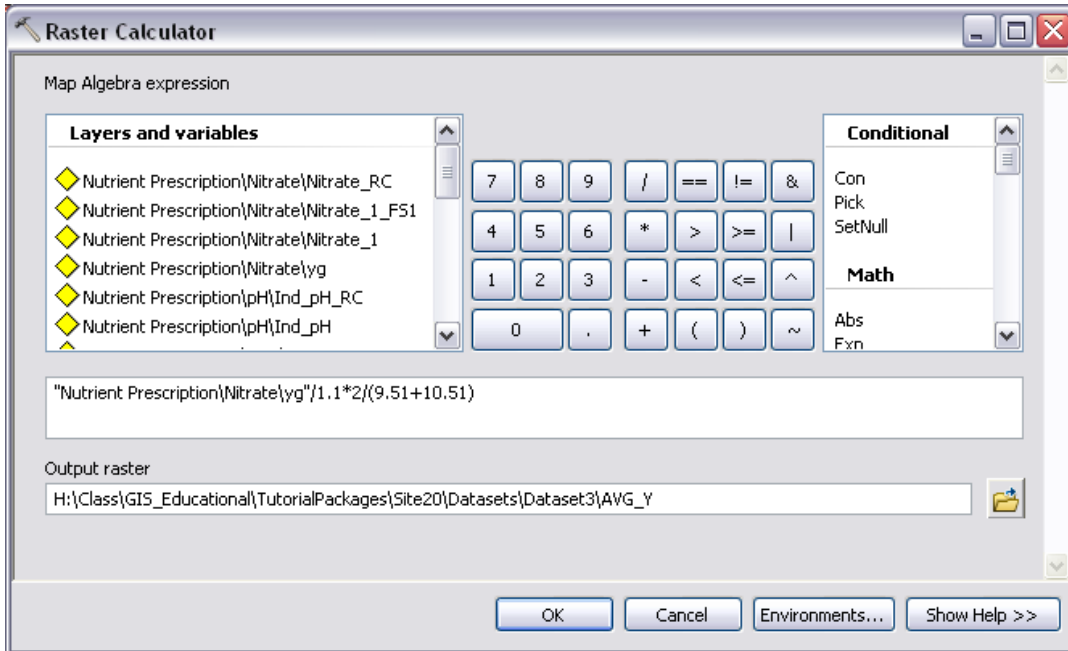 Raster Calculator
Map Algebra expression
Layers and variables
Nutrient Prescription\Nitrate\Nitrate_RC
Nutrient Prescription\Nitrate\Nitrate_1_FS1
Nutrient Prescription\Nitrate\Nitrate_1
Nutrient Prescription\Nitrate\yg
Nutrient Prescription\pH\Ind_pH_RC
Nutrient Prescription\pH\Ind_pH
7 8 9 / == != &
4 5 6 * > >= |
1 2 3 - < <= ^
0 . + ( ) ~
Conditional
Con
Pick
SetNull
Math
Abs
Exp
"Nutrient Prescription\Nitrate\yg"/1.1*2/(9.51+10.51)
Output raster
H:\Class\GIS_Educational\TutorialPackages\Site20\Datasets\Dataset3\AVG_Y
OK Cancel Environments... Show Help >>